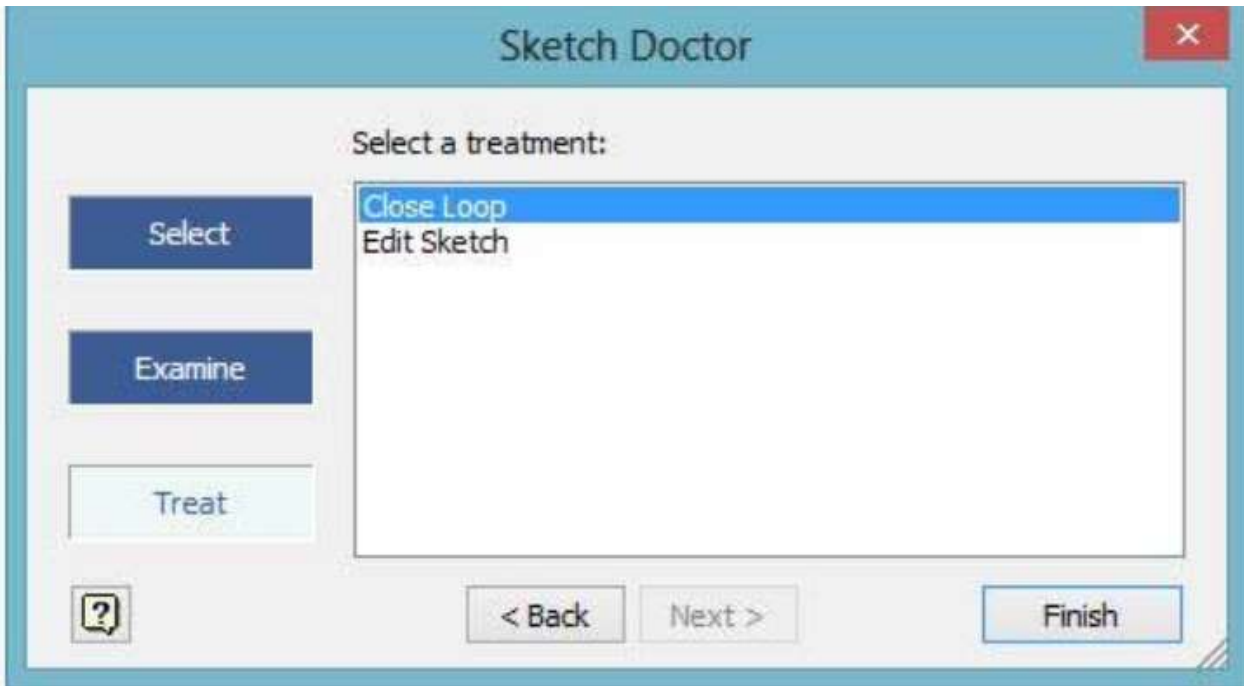 Sketch Doctor
Select a treatment:
Select
Close Loop
Edit Sketch
Examine
Treat
< Back
Next >
Finish